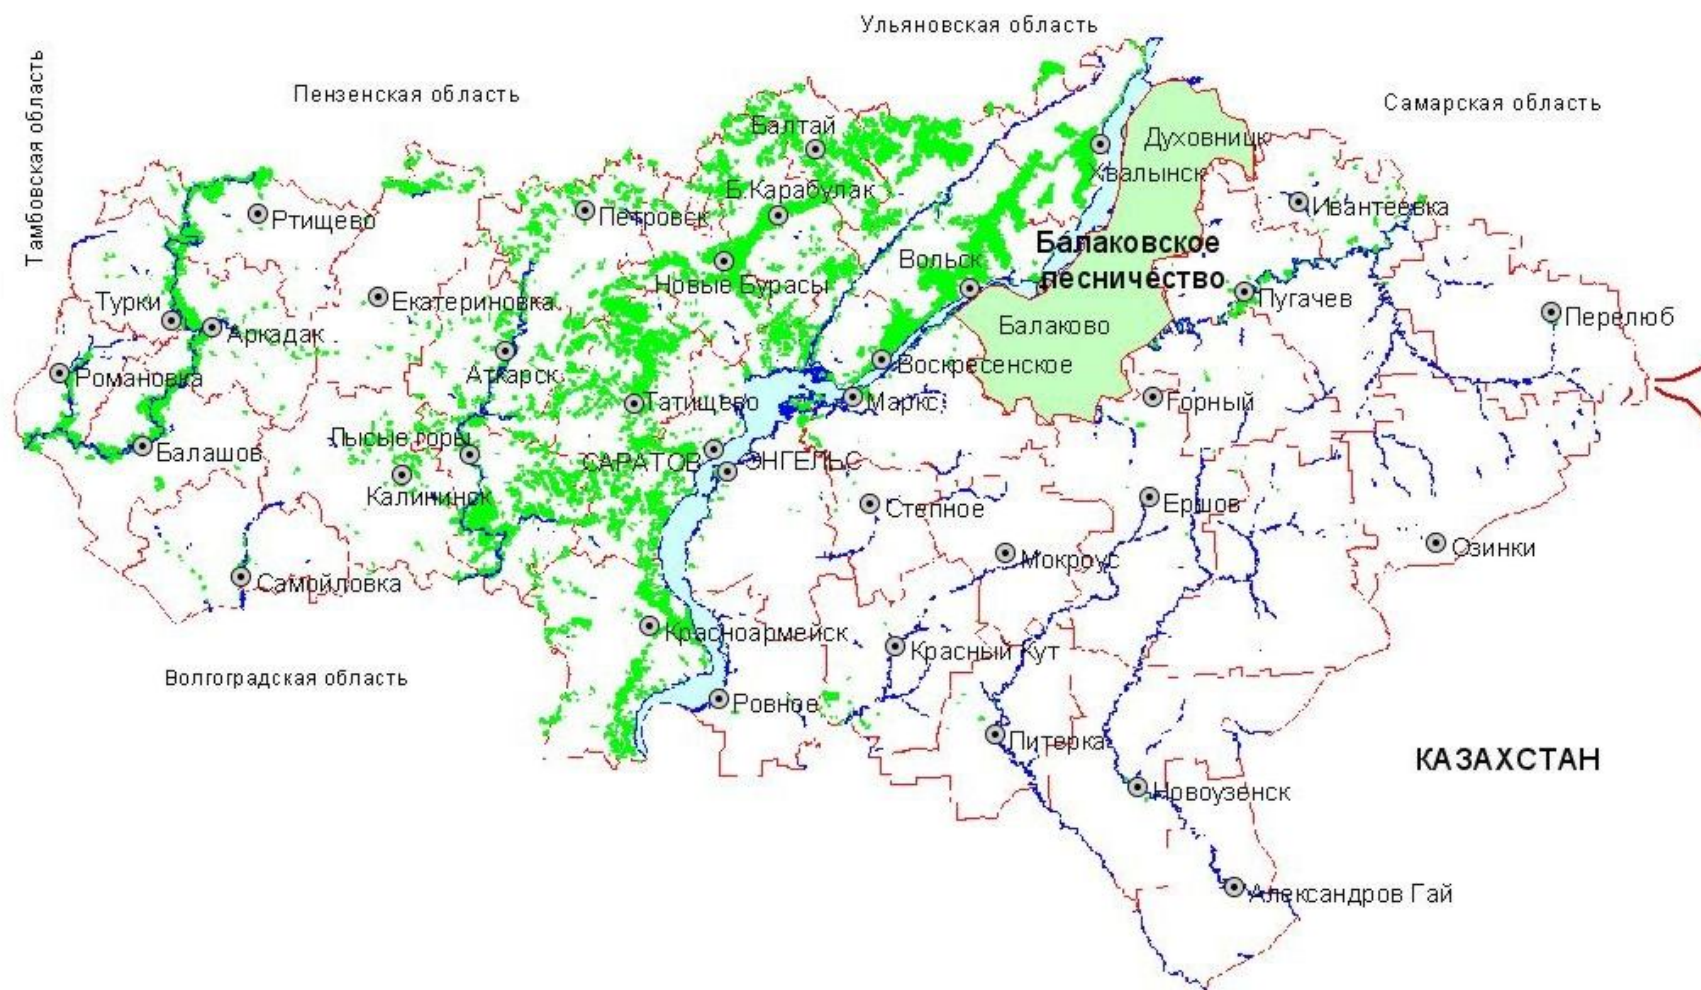 Ульяновская область
Пензенская область
Самарская область
Тамбовская область
Балтай
Духовницк
Хвалынск
Б.Карабулак
Ртищево
Петровск
Ивантеевка
Балаковское
лесничество
Вольск
Новые Бурасы
Турки
Екатериновка
Пугачев
Аркадак
Балаково
Перелюб
Романовка
Аткарск
Воскресенское
Татищево
Маркс
Горный
Балашов
Лысые горы
САРАТОВ
ЭНГЕЛЬС
Калининск
Степное
Ершов
Озинки
Мокроус
Самойловка
Красноармейск
Красный Кут
Волгоградская область
Ровное
Питерка
КАЗАХСТАН
Новоузенск
Александров Гай